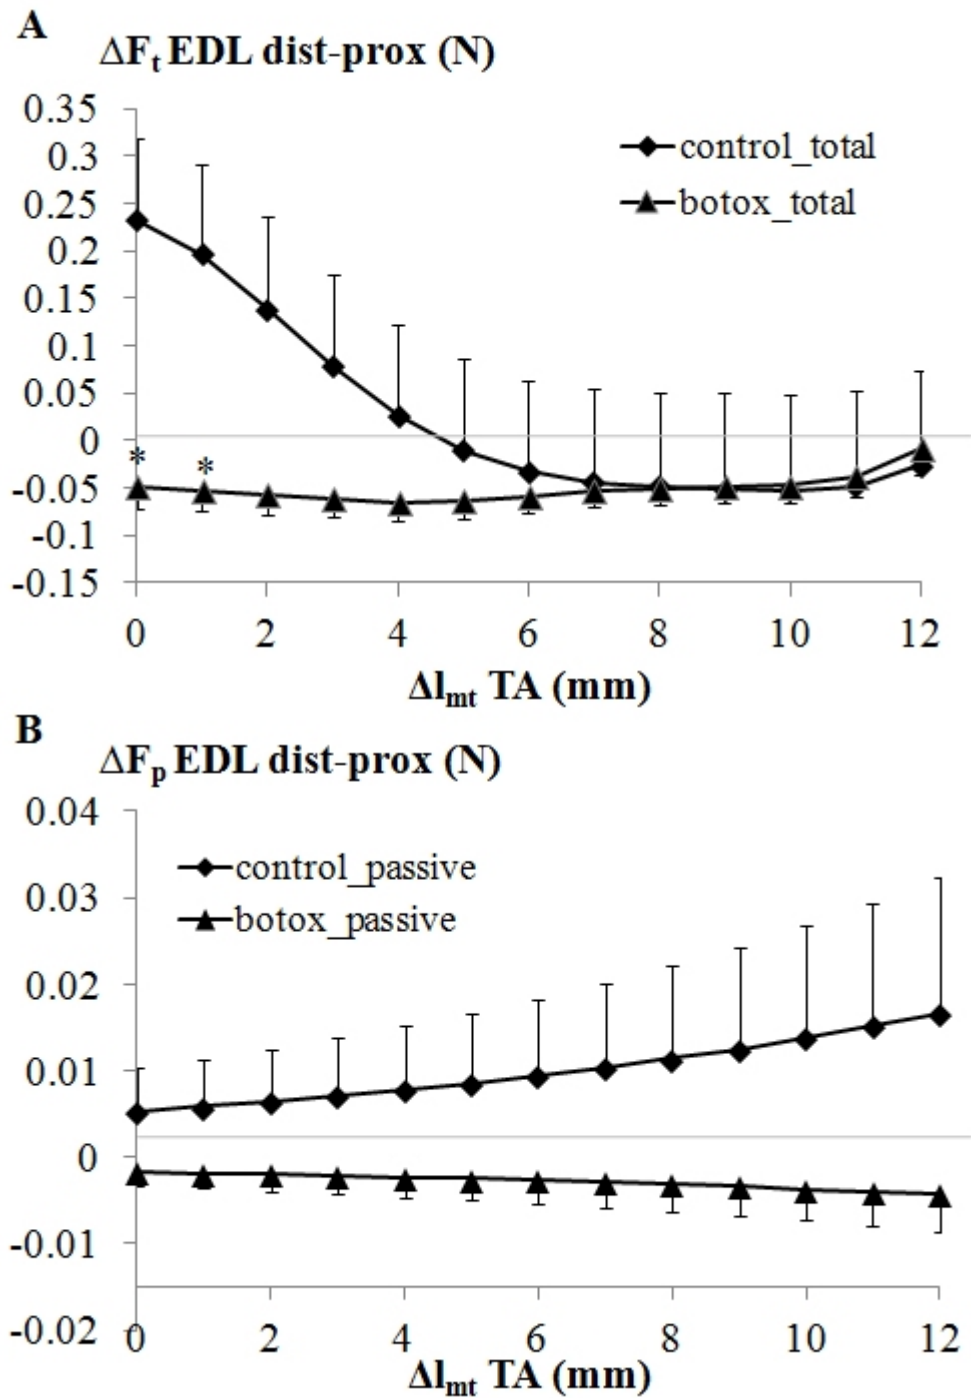 A
ΔFt EDL dist-prox (N)
0.35
0.3
0.25
0.2
0.15
0.1
0.05
0
-0.05
-0.1
-0.15
control_total
botox_total
*
*
0 2 4 6 8 10 12
Δlmt TA (mm)
B
ΔFp EDL dist-prox (N)
0.04
0.03
0.02
0.01
0
-0.01
-0.02
control_passive
botox_passive
0 2 4 6 8 10 12
Δlmt TA (mm)